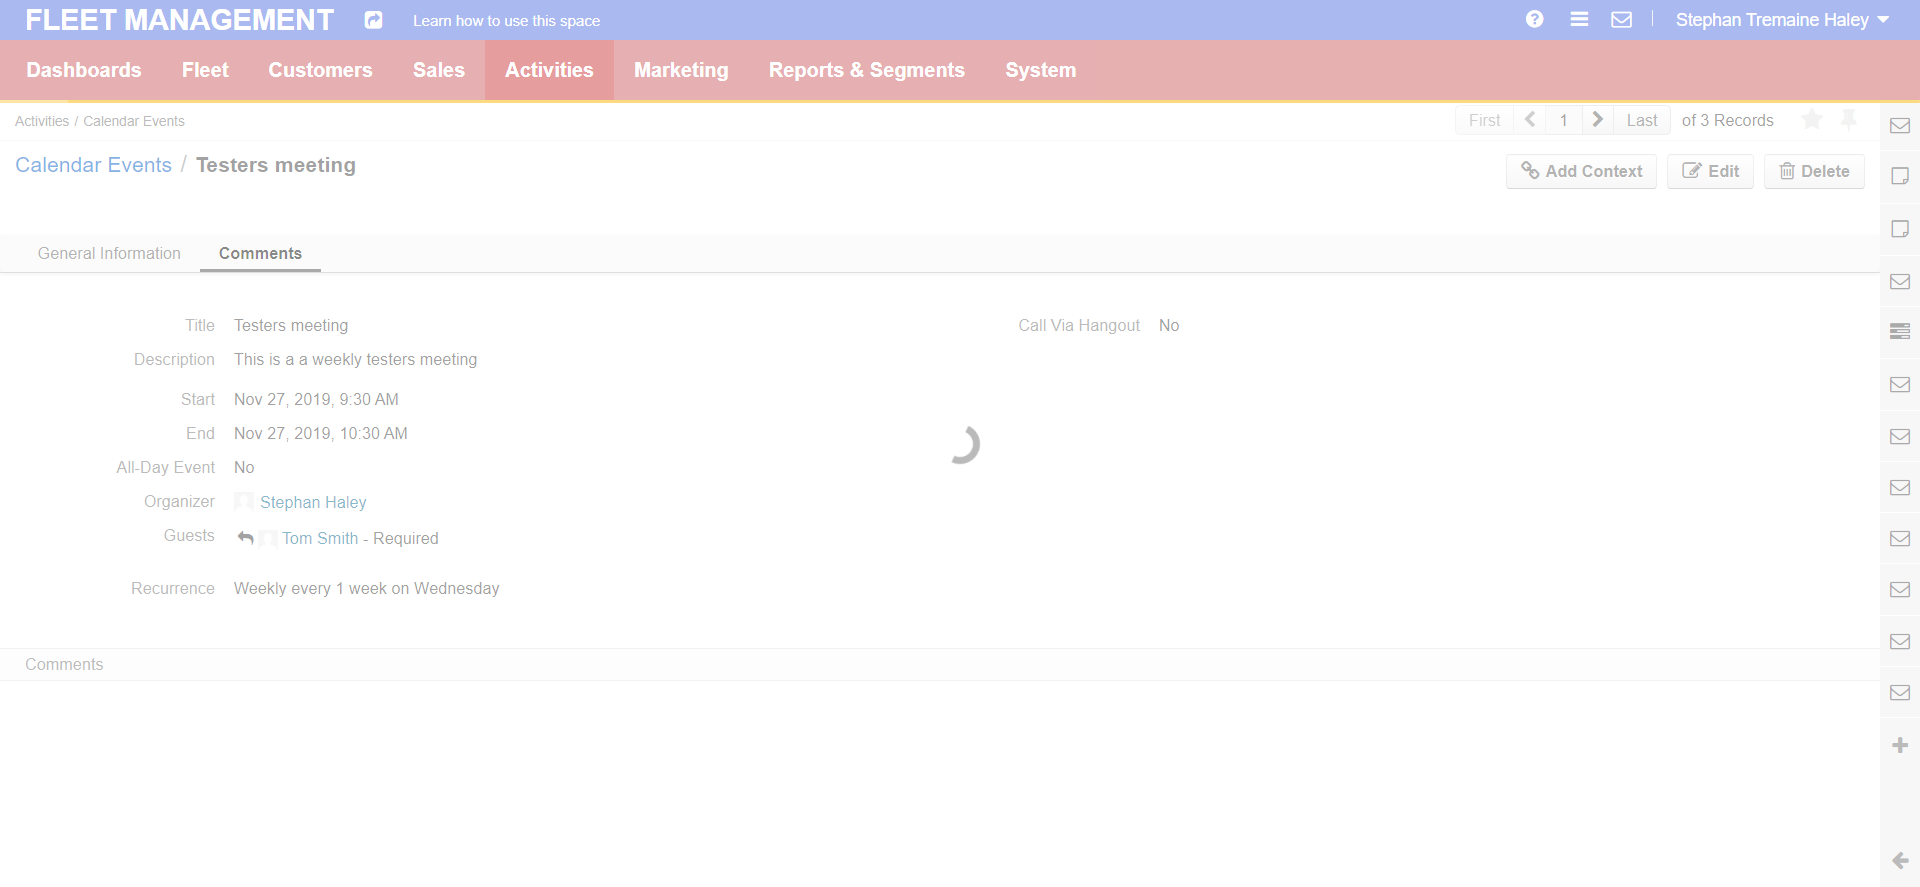 FLEET MANAGEMENT Learn how to use this space Stephan Tremaine Haley
Dashboards Fleet Customers Sales Activities Marketing Reports & Segments System
Activities / Calendar Events First 1 Last of 3 Records
Calendar Events / Testers meeting Add Context Edit Delete
General Information Comments
Title Testers meeting Call Via Hangout No
Description This is a a weekly testers meeting
Start Nov 27, 2019, 9:30 AM
End Nov 27, 2019, 10:30 AM
All-Day Event No
Organizer Stephan Haley
Guests Tom Smith - Required
Recurrence Weekly every 1 week on Wednesday
Comments